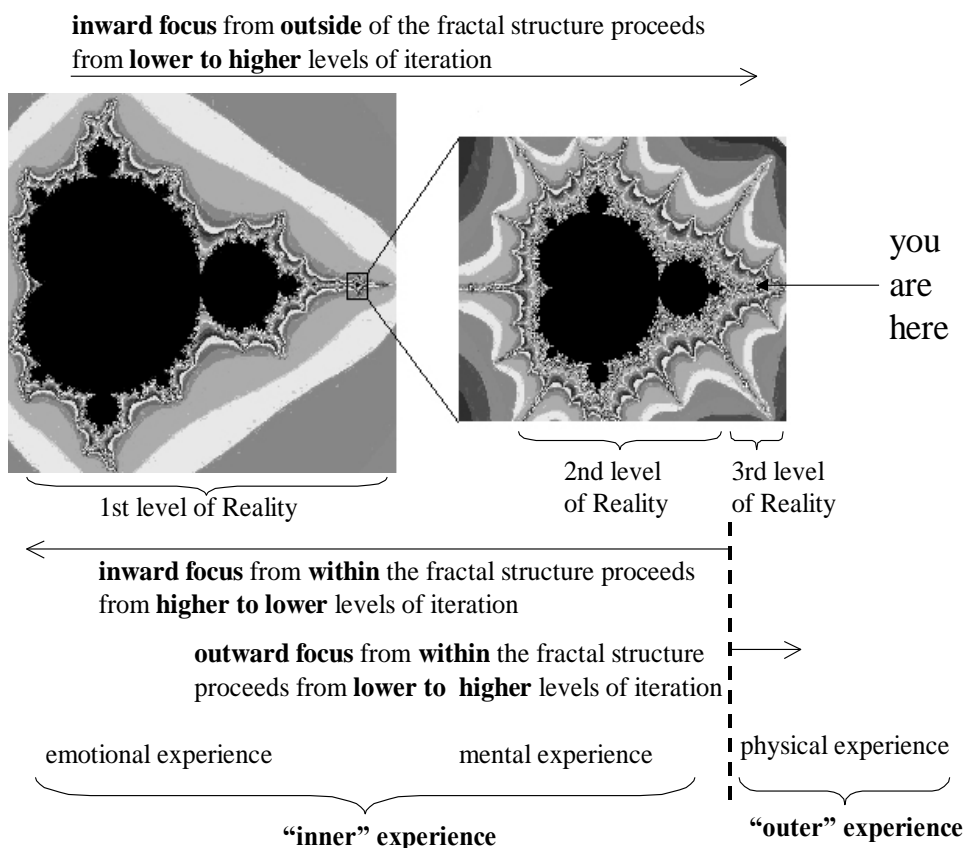 inward focus from outside of the fractal structure proceeds
from lower to higher levels of iteration
you
are
here
1st level of Reality
2nd level
of Reality
3rd level
of Reality
inward focus from within the fractal structure proceeds
from higher to lower levels of iteration
outward focus from within the fractal structure
proceeds from lower to higher levels of iteration
emotional experience
mental experience
physical experience
“inner” experience
“outer” experience